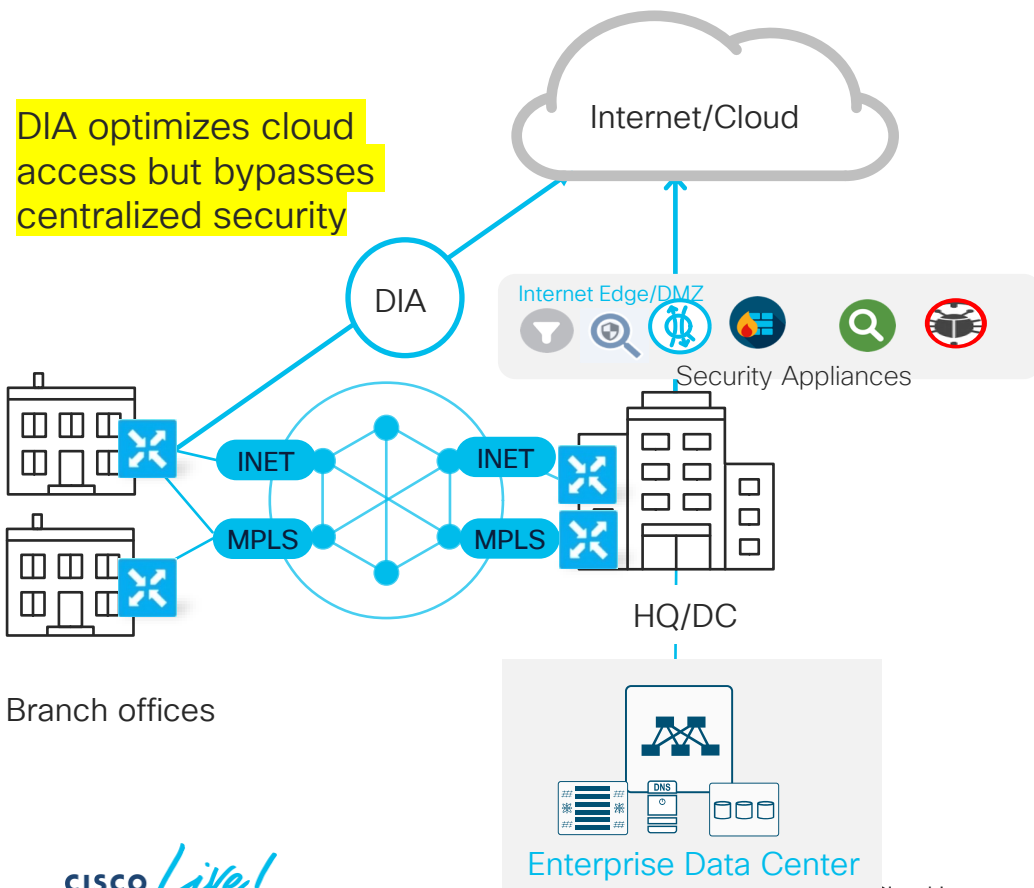 DIA optimizes cloud
access but bypasses
centralized security
Internet/Cloud
DIA
Internet Edge/DMZ
Security Appliances
INET
INET
MPLS
MPLS
HQ/DC
Branch offices
DNS
Enterprise Data Center
CISCO Live!